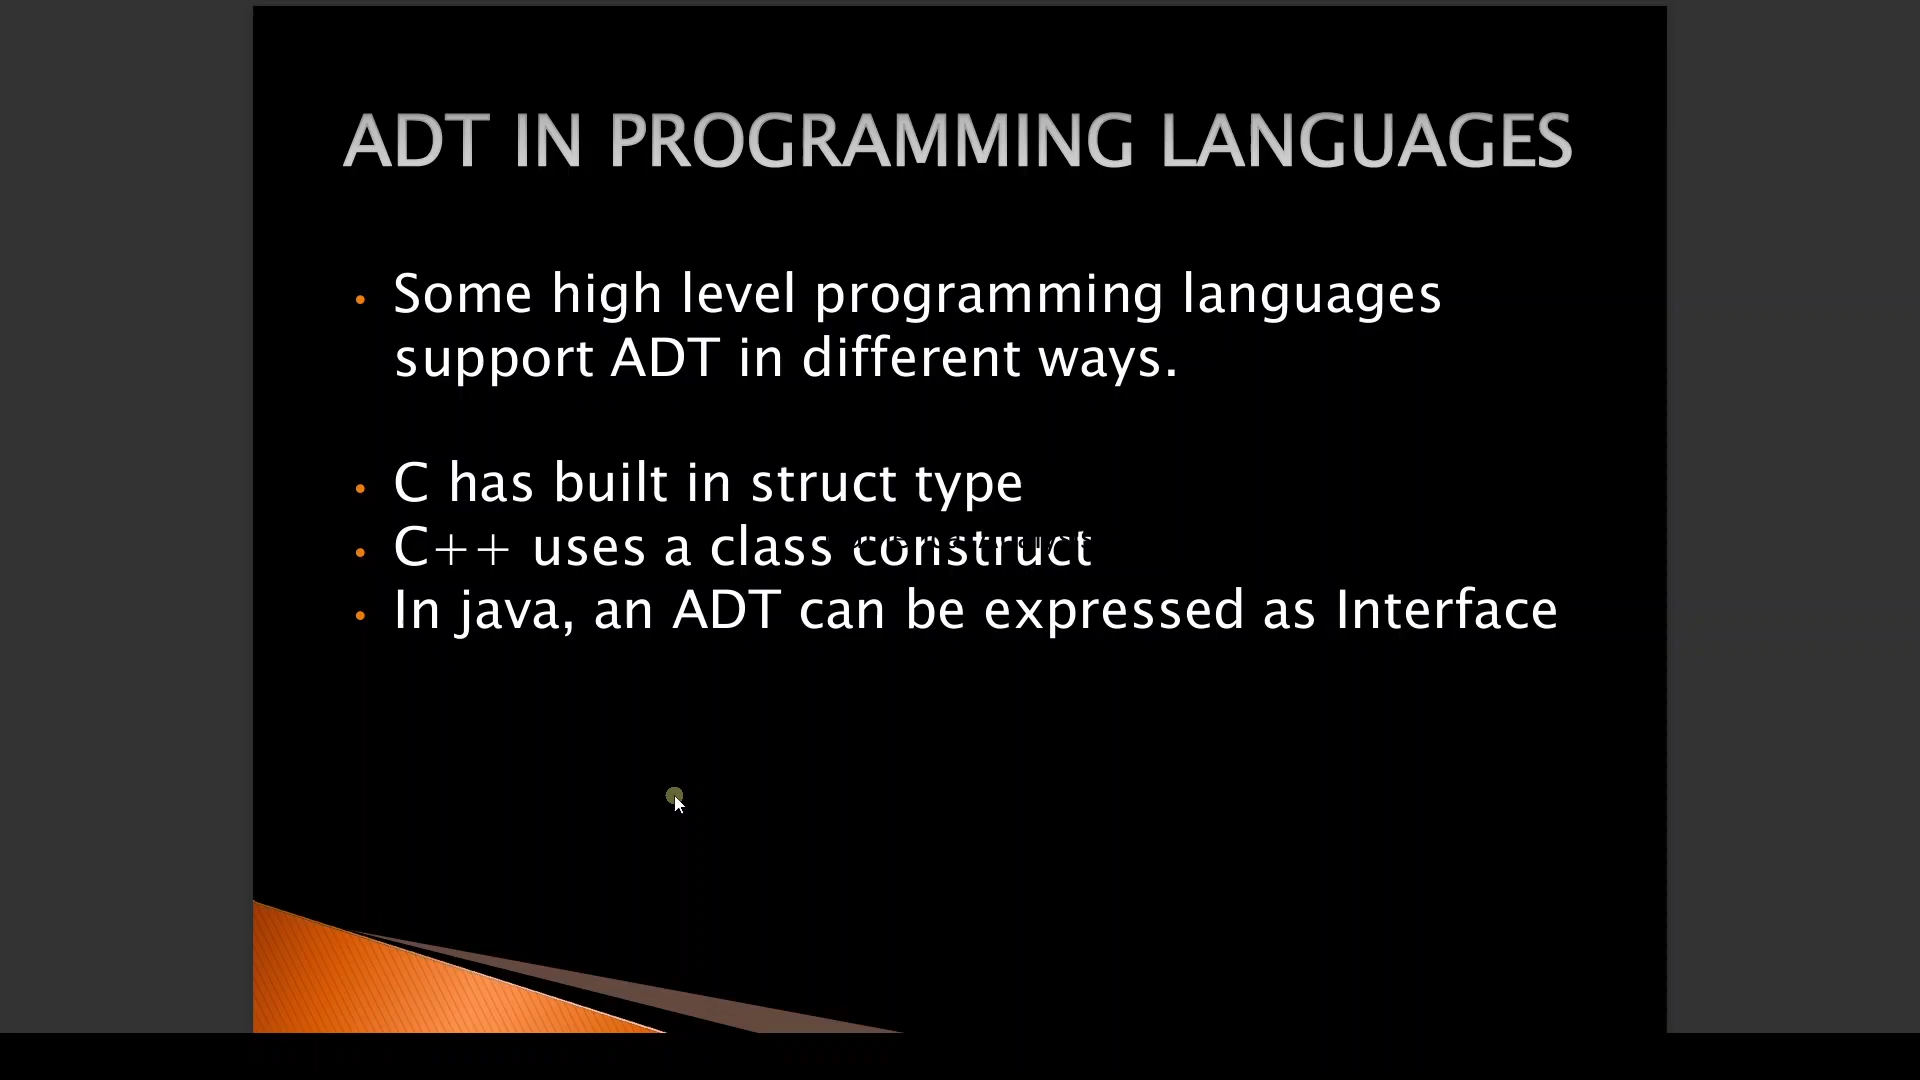 ADT IN PROGRAMMING LANGUAGES
• Some high level programming languages
support ADT in different ways.
• C has built in struct type
• C++ uses a class construct
• In java, an ADT can be expressed as Interface